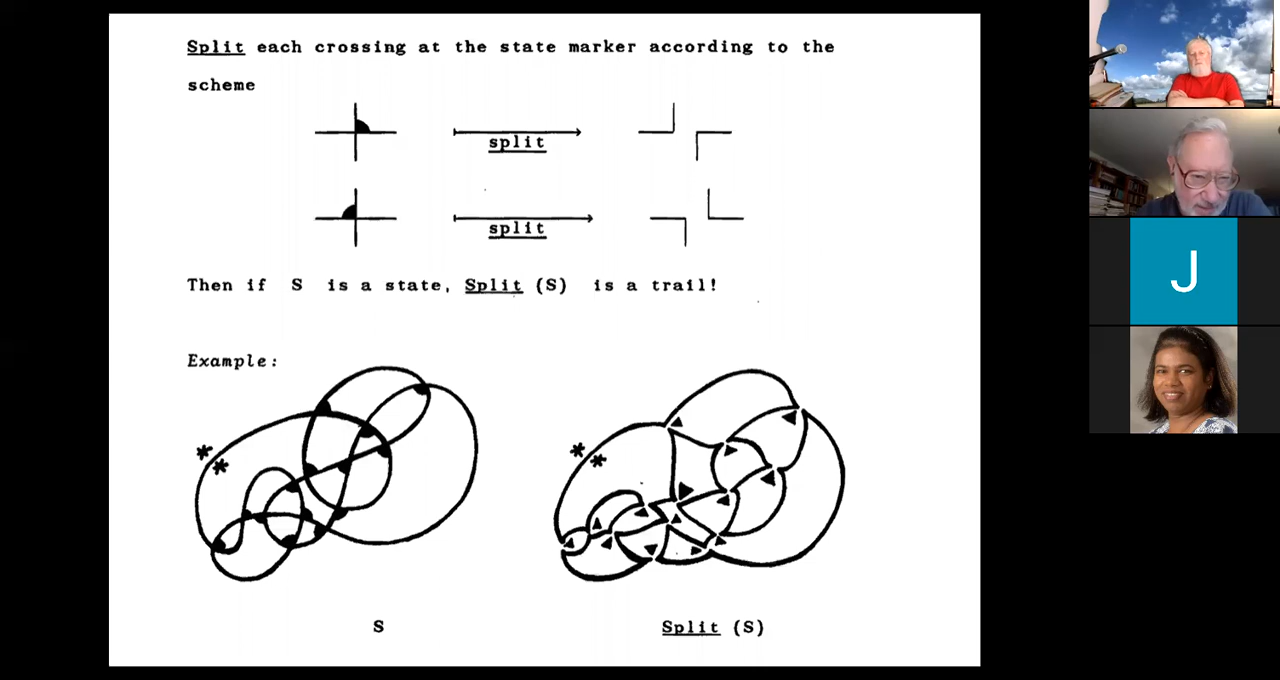 Split each crossing at the state marker according to the
scheme
split
split
Then if S is a state, Split (S) is a trail!
Example:
* *
* *
S
Split (S)
J